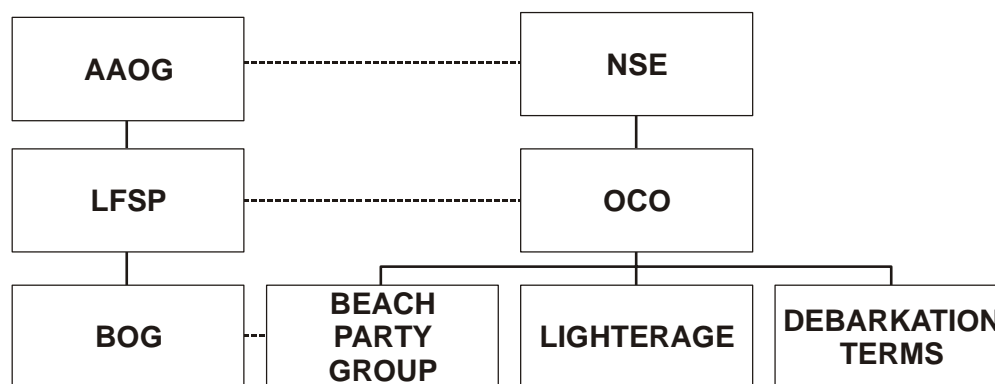 AAOG
NSE
LFSP
OCO
BOG
BEACH
PARTY
GROUP
LIGHTERAGE
DEBARKATION
TERMS